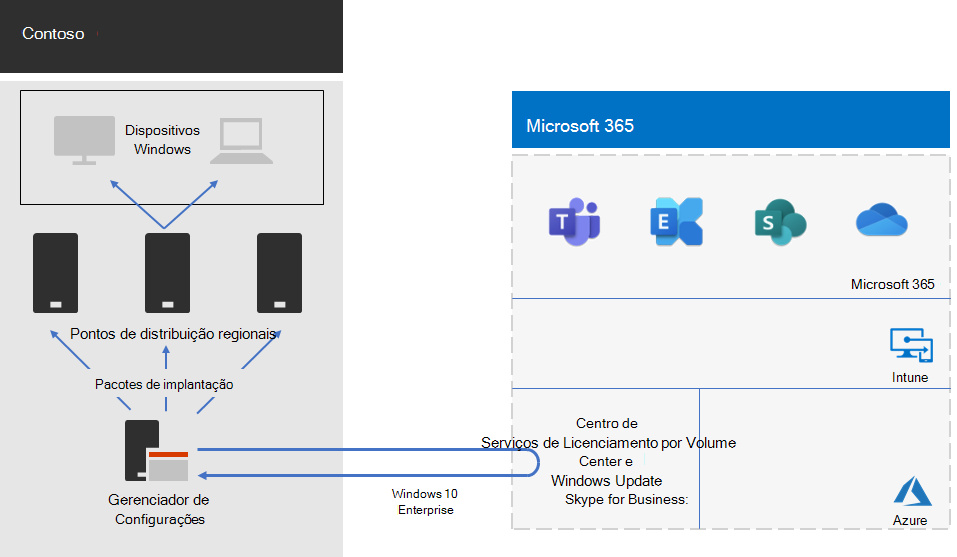 Contoso
Dispositivos
Windows
Pontos de distribuição regionais
Pacotes de implantação
Gerenciador de
Configurações
Windows 10
Enterprise
Microsoft 365
T
E
S
Microsoft 365
Intune
Centro de
Serviços de Licenciamento por Volume
Center e
Windows Update
Skype for Business:
Azure